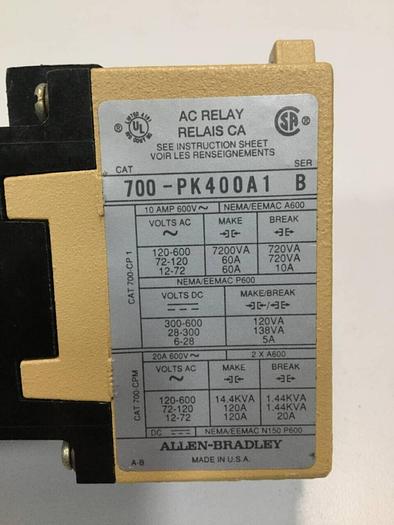 AC RELAY
RELAIS CA
SEE INSTRUCTION SHEET
VOIR LES RENSEIGNEMENTS
CAT SER
700-PK400A1 B
CAT 700-CP1
10 AMP 600V~ NEMA/EEMAC A600
VOLTS AC MAKE BREAK
120-600 7200VA 720VA
72-120 60A 720VA
12-72 60A 10A
NEMA/EEMAC P600
VOLTS DC MAKE/BREAK
300-600 120VA
28-300 138VA
6-28 5A
CAT 700-CPM
20A 600V~ 2 X A600
VOLTS AC MAKE BREAK
120-600 14.4KVA 1.44KVA
72-120 120A 1.44KVA
12-72 120A 20A
DC NEMA/EEMAC N150 P600
ALLEN-BRADLEY
A-B MADE IN U.S.A.